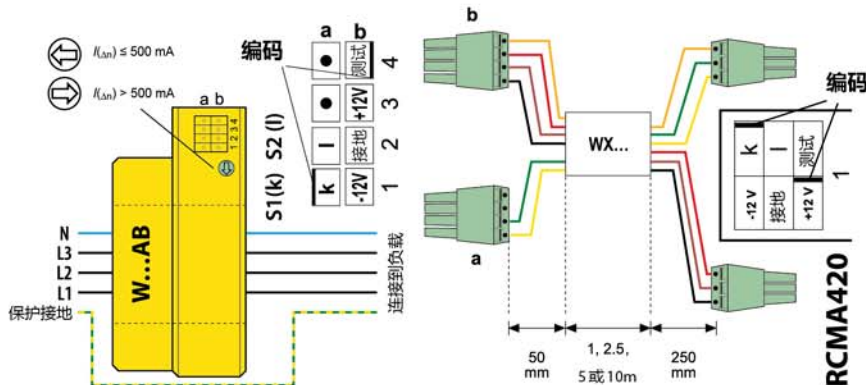 I(Δn) ≤ 500 mA
I(Δn) > 500 mA
a b
1 2 3 4
W...AB
N
L3
L2
L1
保护接地
连接到负载
编码
a b
● 测试 4
● +12V 3
l 接地 2
k -12V 1
S1(k) S2 (l)
b
a
WX...
50
mm
1, 2.5,
5或10m
250
mm
编码
k l 测试
-12 V 接地 +12 V
1
RCMA420